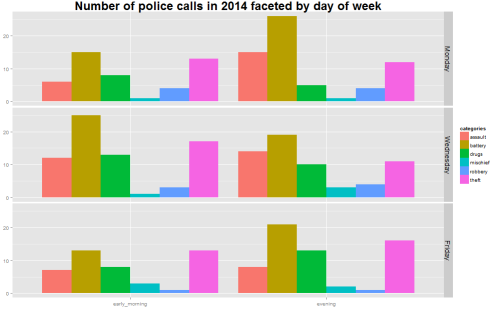 Number of police calls in 2014 faceted by day of week
20
10
0
Monday
20
10
0
Wednesday
20
10
0
Friday
early_morning
evening
categories
assault
battery
drugs
mischief
robbery
theft